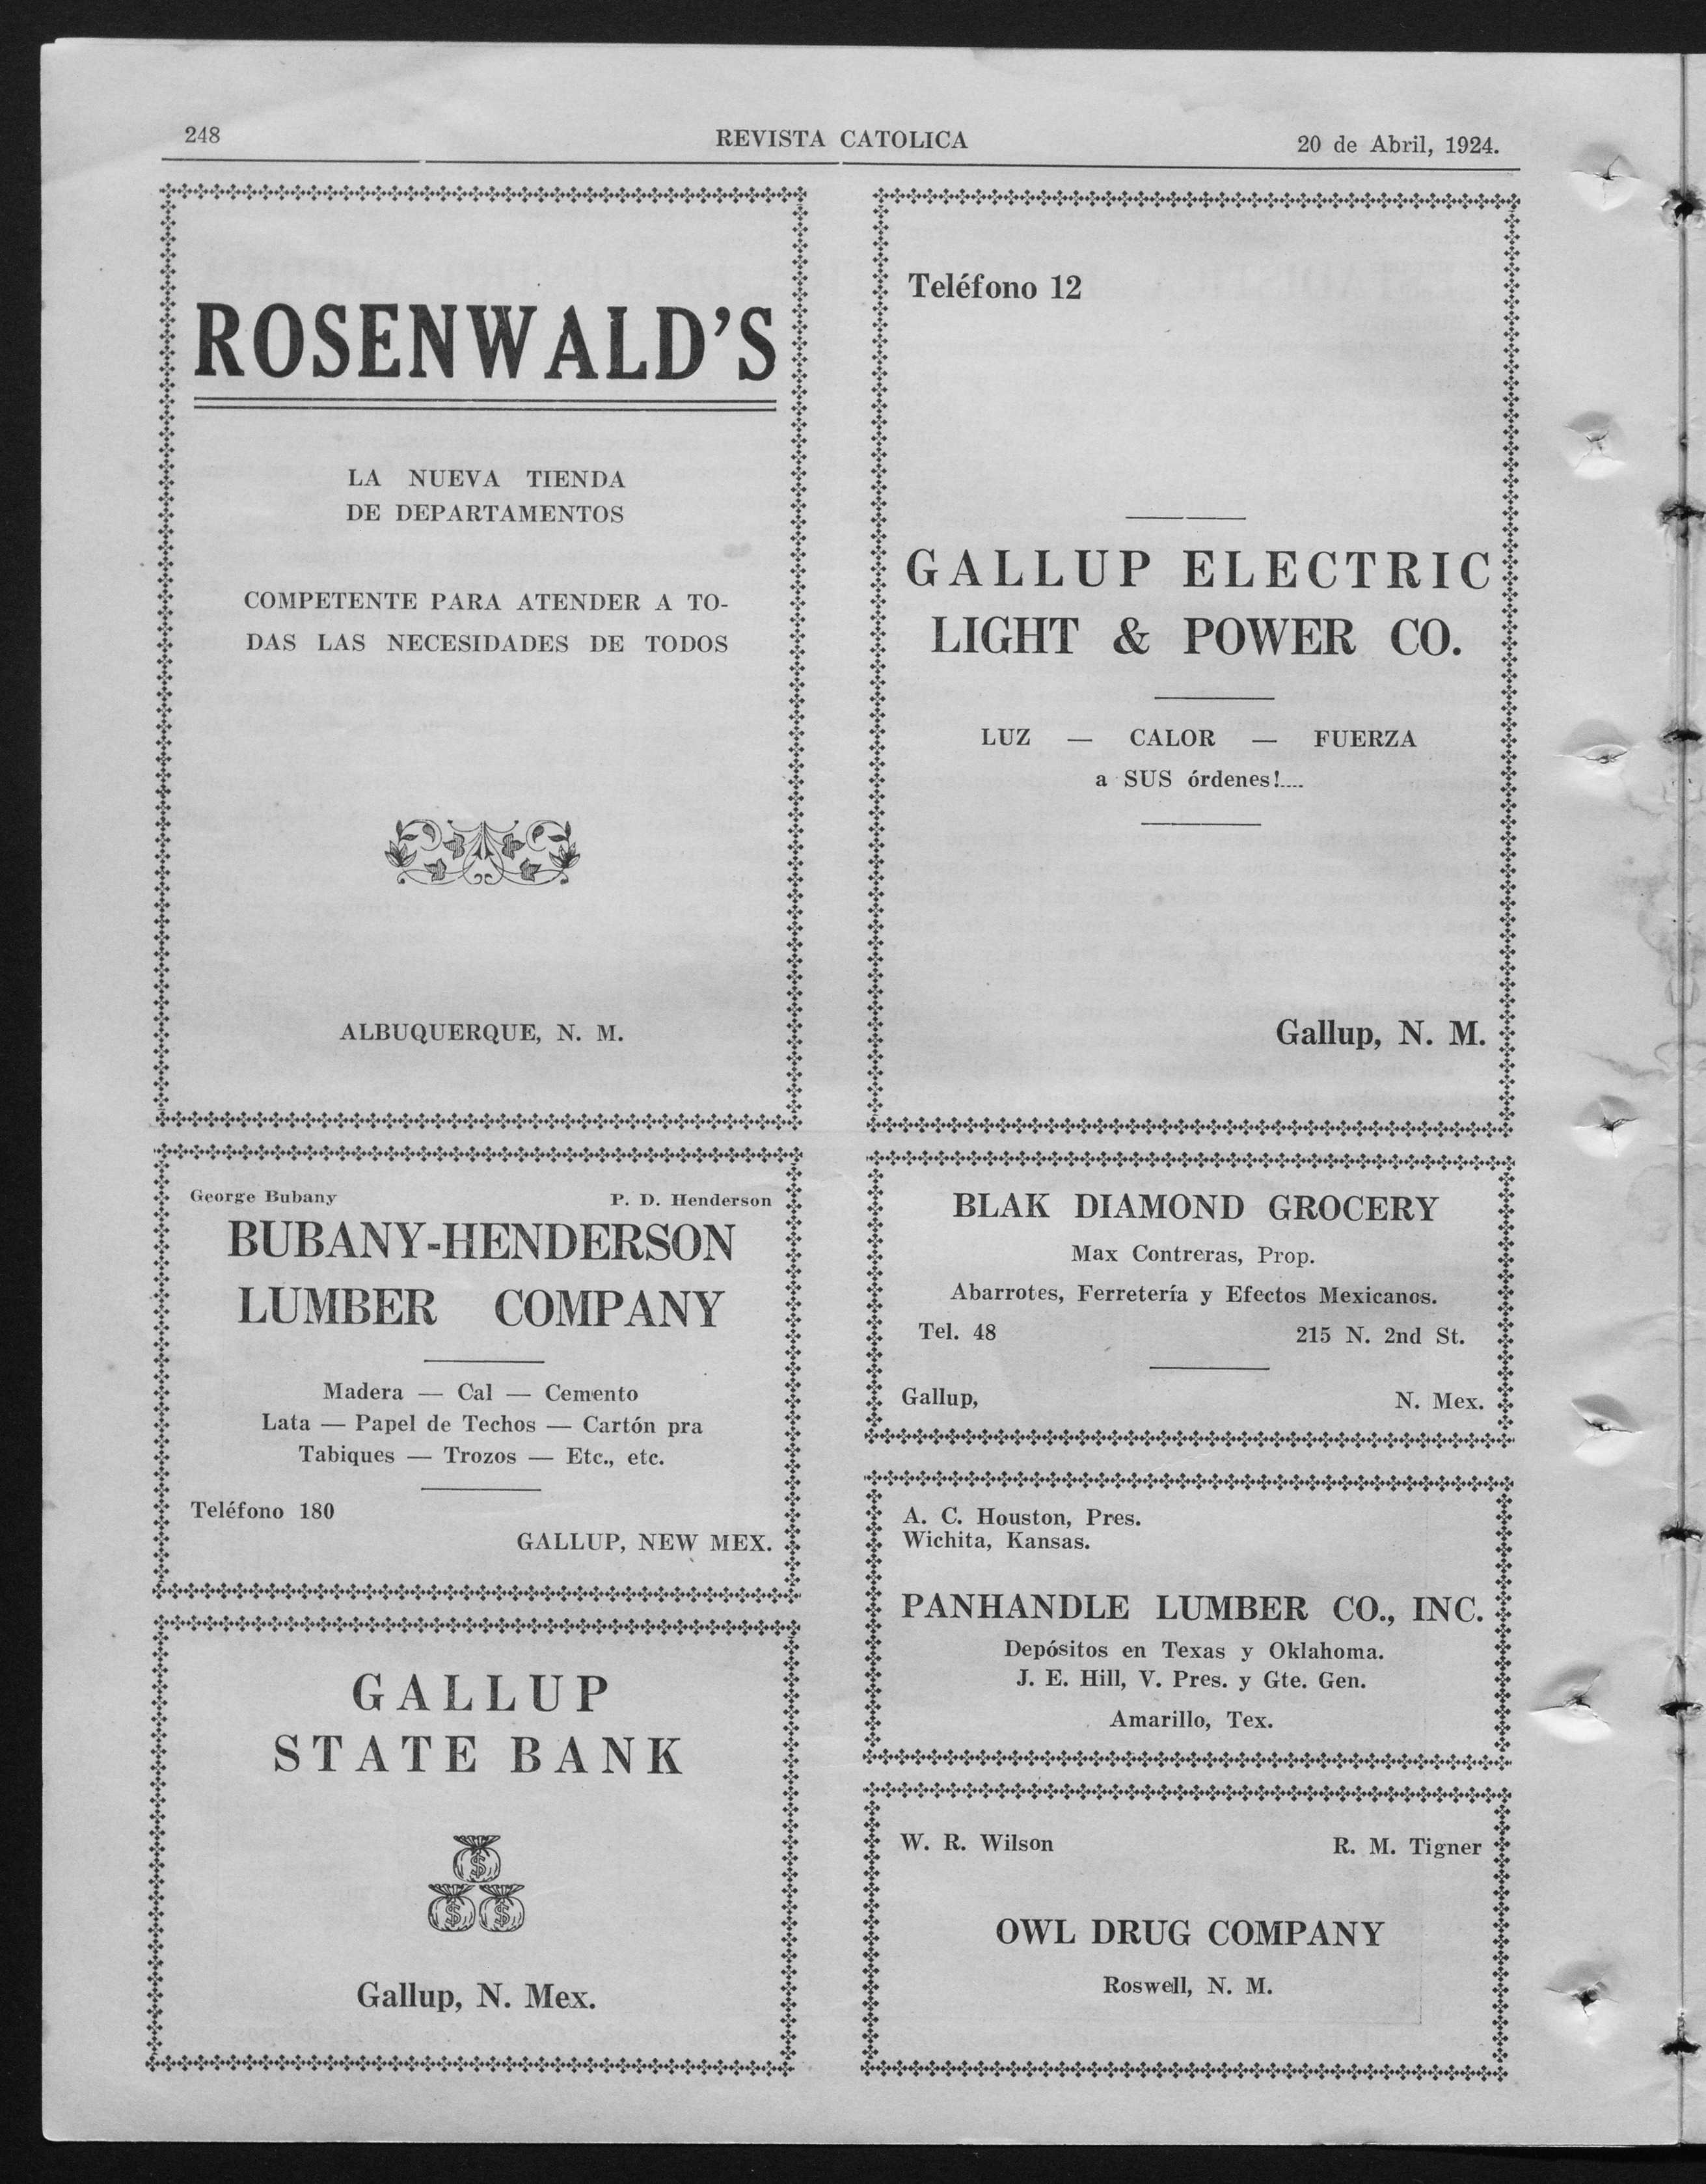 248 REVISTA CATOLICA 20 de Abril, 1924.
ROSENWALD'S
LA NUEVA TIENDA
DE DEPARTAMENTOS
COMPETENTE PARA ATENDER A TO-
DAS LAS NECESIDADES DE TODOS
ALBUQUERQUE, N. M.
George Bubany P. D. Henderson
BUBANY-HENDERSON
LUMBER COMPANY
Madera — Cal — Cemento
Lata — Papel de Techos — Cartón pra
Tabiques — Trozos — Etc., etc.
Teléfono 180
GALLUP, NEW MEX.
GALLUP
STATE BANK
$
$ $
Gallup, N. Mex.
Teléfono 12
GALLUP ELECTRIC
LIGHT & POWER CO.
LUZ — CALOR — FUERZA
a SUS órdenes!....
Gallup, N. M.
BLAK DIAMOND GROCERY
Max Contreras, Prop.
Abarrotes, Ferretería y Efectos Mexicanos.
Tel. 48 215 N. 2nd St.
Gallup, N. Mex.
A. C. Houston, Pres.
Wichita, Kansas.
PANHANDLE LUMBER CO., INC.
Depósitos en Texas y Oklahoma.
J. E. Hill, V. Pres. y Gte. Gen.
Amarillo, Tex.
W. R. Wilson R. M. Tigner
OWL DRUG COMPANY
Roswell, N. M.